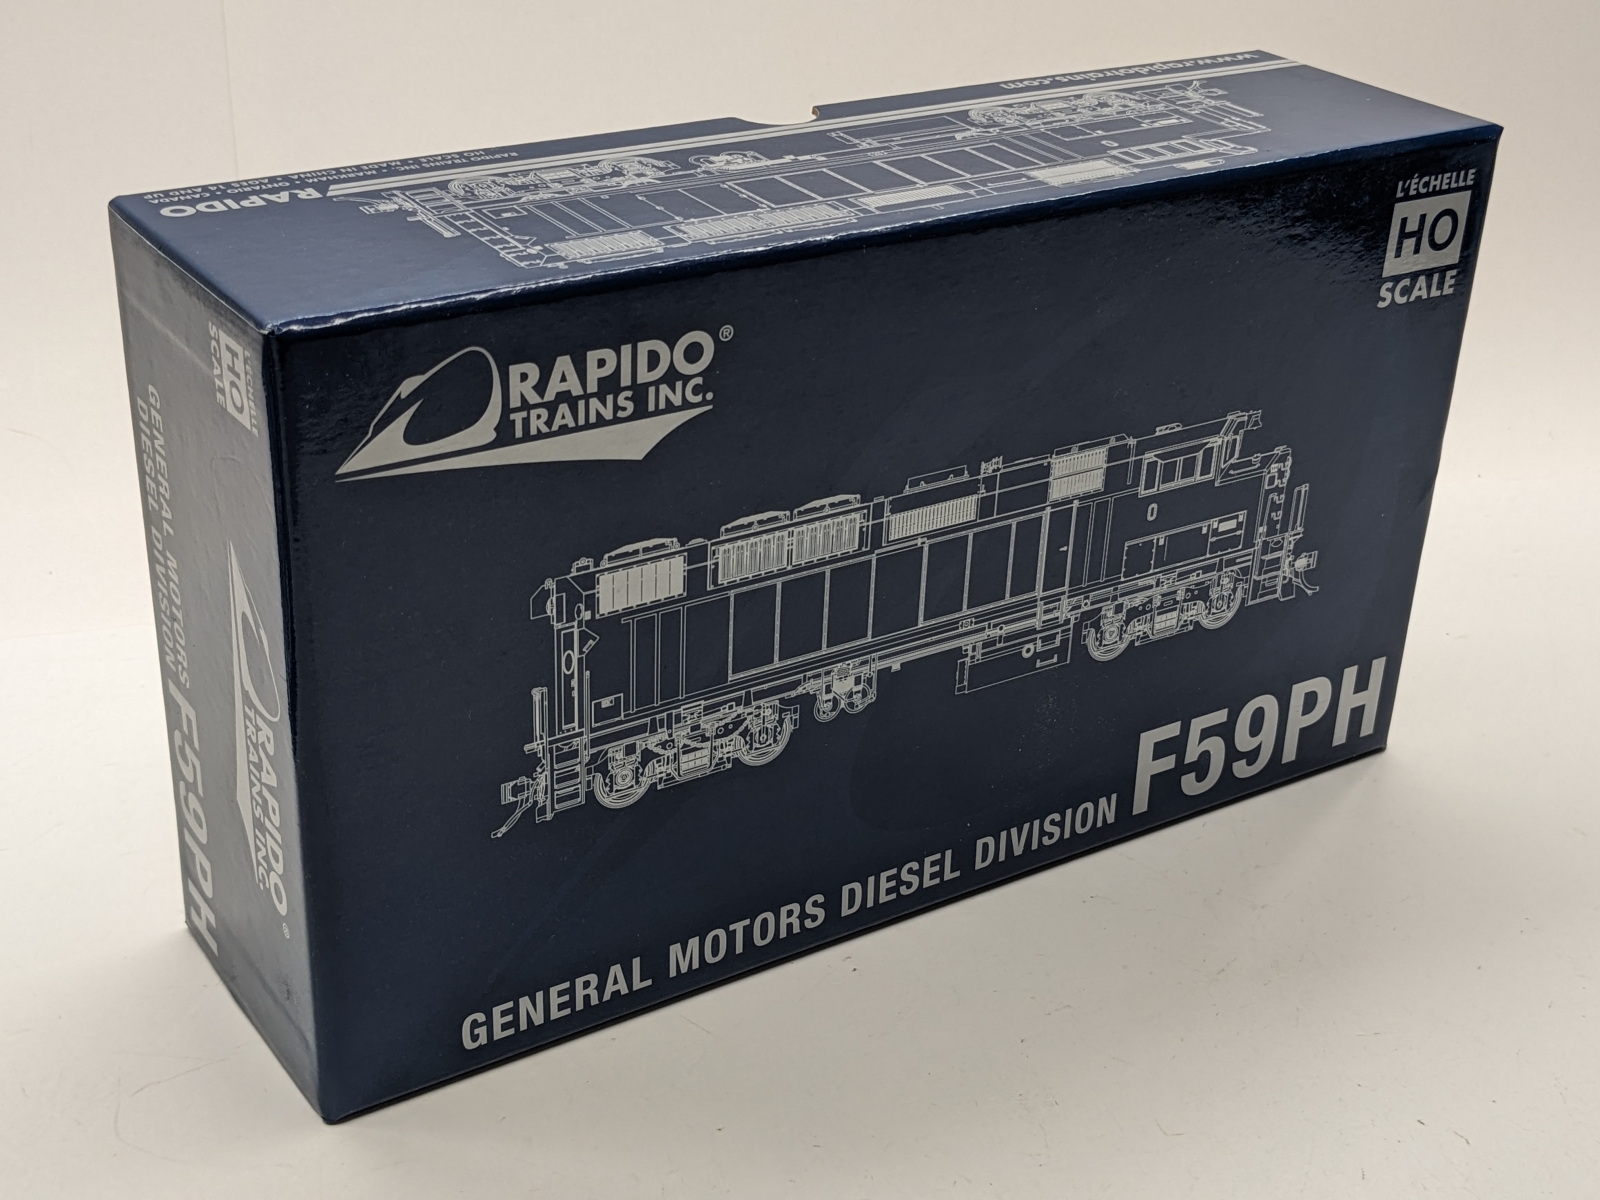 www.rapidotrains.com
RAPIDO
RAPIDO TRAINS INC. • MARKHAM, ONTARIO, CANADA
HO SCALE • MADE IN CHINA • AGES 14 AND UP
L'ÉCHELLE
HO
SCALE
RAPIDO®
TRAINS INC.
0
GENERAL MOTORS DIESEL DIVISION F59PH
L'ÉCHELLE
HO
SCALE
GENERAL MOTORS
DIESEL DIVISION
F59PH
RAPIDO®
TRAINS INC.